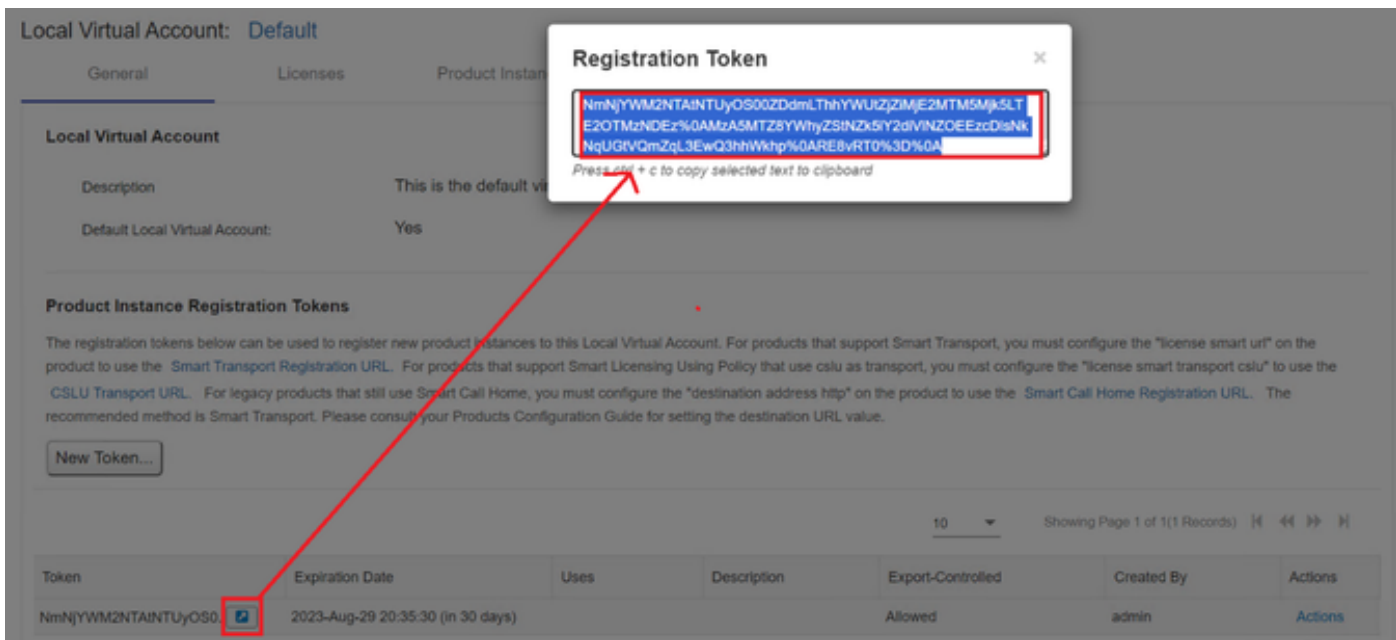 Local Virtual Account: Default
General Licenses Product Instan
Local Virtual Account
Description This is the default vir
Default Local Virtual Account: Yes
Registration Token ×
NmNjYWM2NTAtNTUyOS00ZDdmLThhYWUtZjZiMjE2MTM5Mjk5LT
E2OTMzNDEz%0AMzA5MTZ8YWhyZStNZk5IY2dlVlNZOEEzcDlsNk
NqUGtVQmZqL3EwQ3hhWkhp%0ARE8vRT0%3D%0A
Press ctrl + c to copy selected text to clipboard
Product Instance Registration Tokens
The registration tokens below can be used to register new product instances to this Local Virtual Account. For products that support Smart Transport, you must configure the "license smart url" on the
product to use the Smart Transport Registration URL. For products that support Smart Licensing Using Policy that use cslu as transport, you must configure the "license smart transport cslu" to use the
CSLU Transport URL. For legacy products that still use Smart Call Home, you must configure the "destination address http" on the product to use the Smart Call Home Registration URL. The
recommended method is Smart Transport. Please consult your Products Configuration Guide for setting the destination URL value.
New Token...
10 Showing Page 1 of 1(1 Records)
Token Expiration Date Uses Description Export-Controlled Created By Actions
NmNjYWM2NTAtNTUyOS0. 2023-Aug-29 20:35:30 (in 30 days) Allowed admin Actions